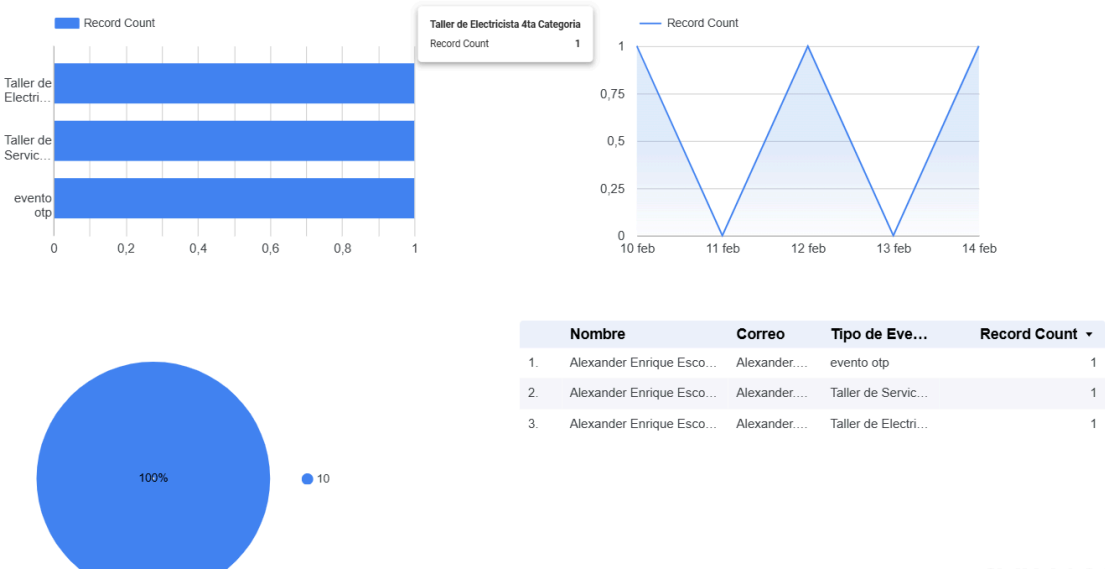 Record Count
Taller de Electricista 4ta Categoria
Record Count 1
Taller de
Electri...
Taller de
Servic...
evento
otp
0 0,2 0,4 0,6 0,8 1
Record Count
1
0,75
0,5
0,25
0
10 feb 11 feb 12 feb 13 feb 14 feb
100%
10
Nombre Correo Tipo de Eve... Record Count
1. Alexander Enrique Esco... Alexander.... evento otp 1
2. Alexander Enrique Esco... Alexander.... Taller de Servic... 1
3. Alexander Enrique Esco... Alexander.... Taller de Electri... 1